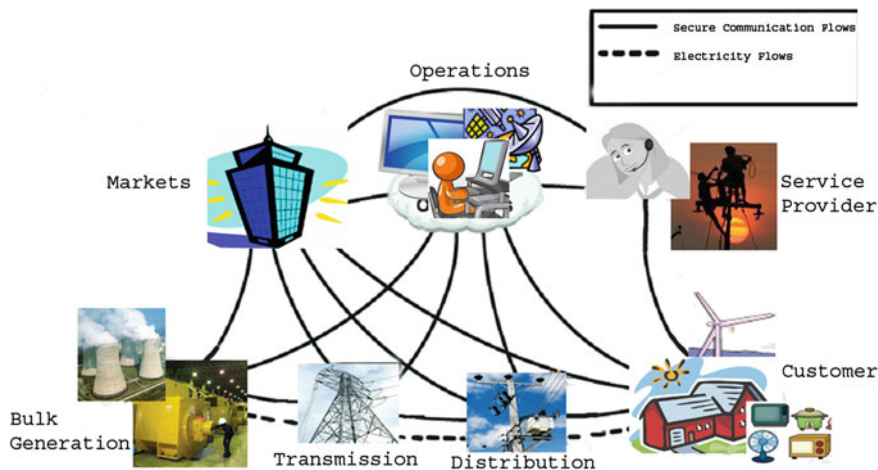 Secure Communication Flows
Electricity Flows
Operations
Markets
Service
Provider
Customer
Bulk
Generation
Transmission
Distribution